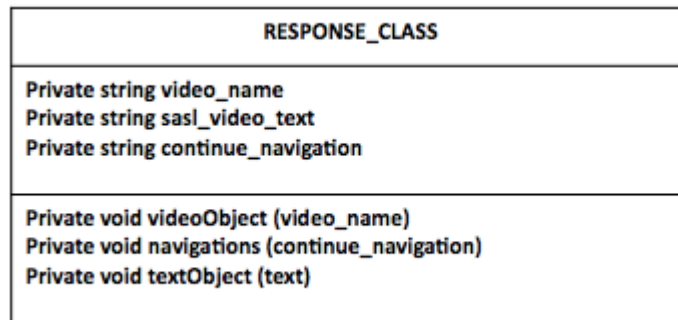 RESPONSE_CLASS
Private string video_name
Private string sasl_video_text
Private string continue_navigation
Private void videoObject (video_name)
Private void navigations (continue_navigation)
Private void textObject (text)